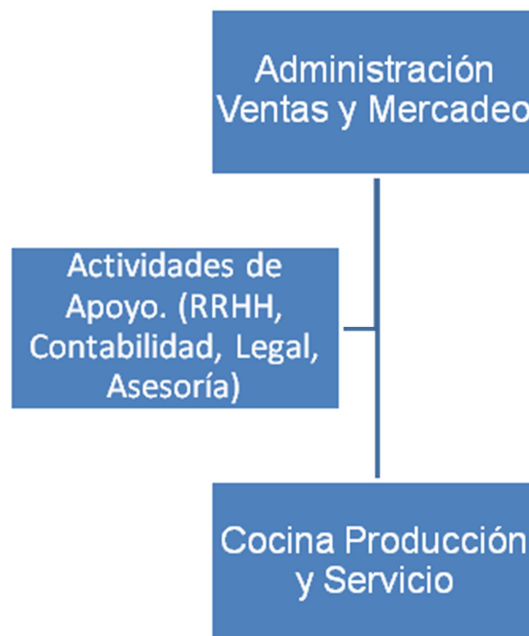 Administración
Ventas y Mercadeo
Actividades de
Apoyo. (RRHH,
Contabilidad, Legal,
Asesoría)
Cocina Producción
y Servicio